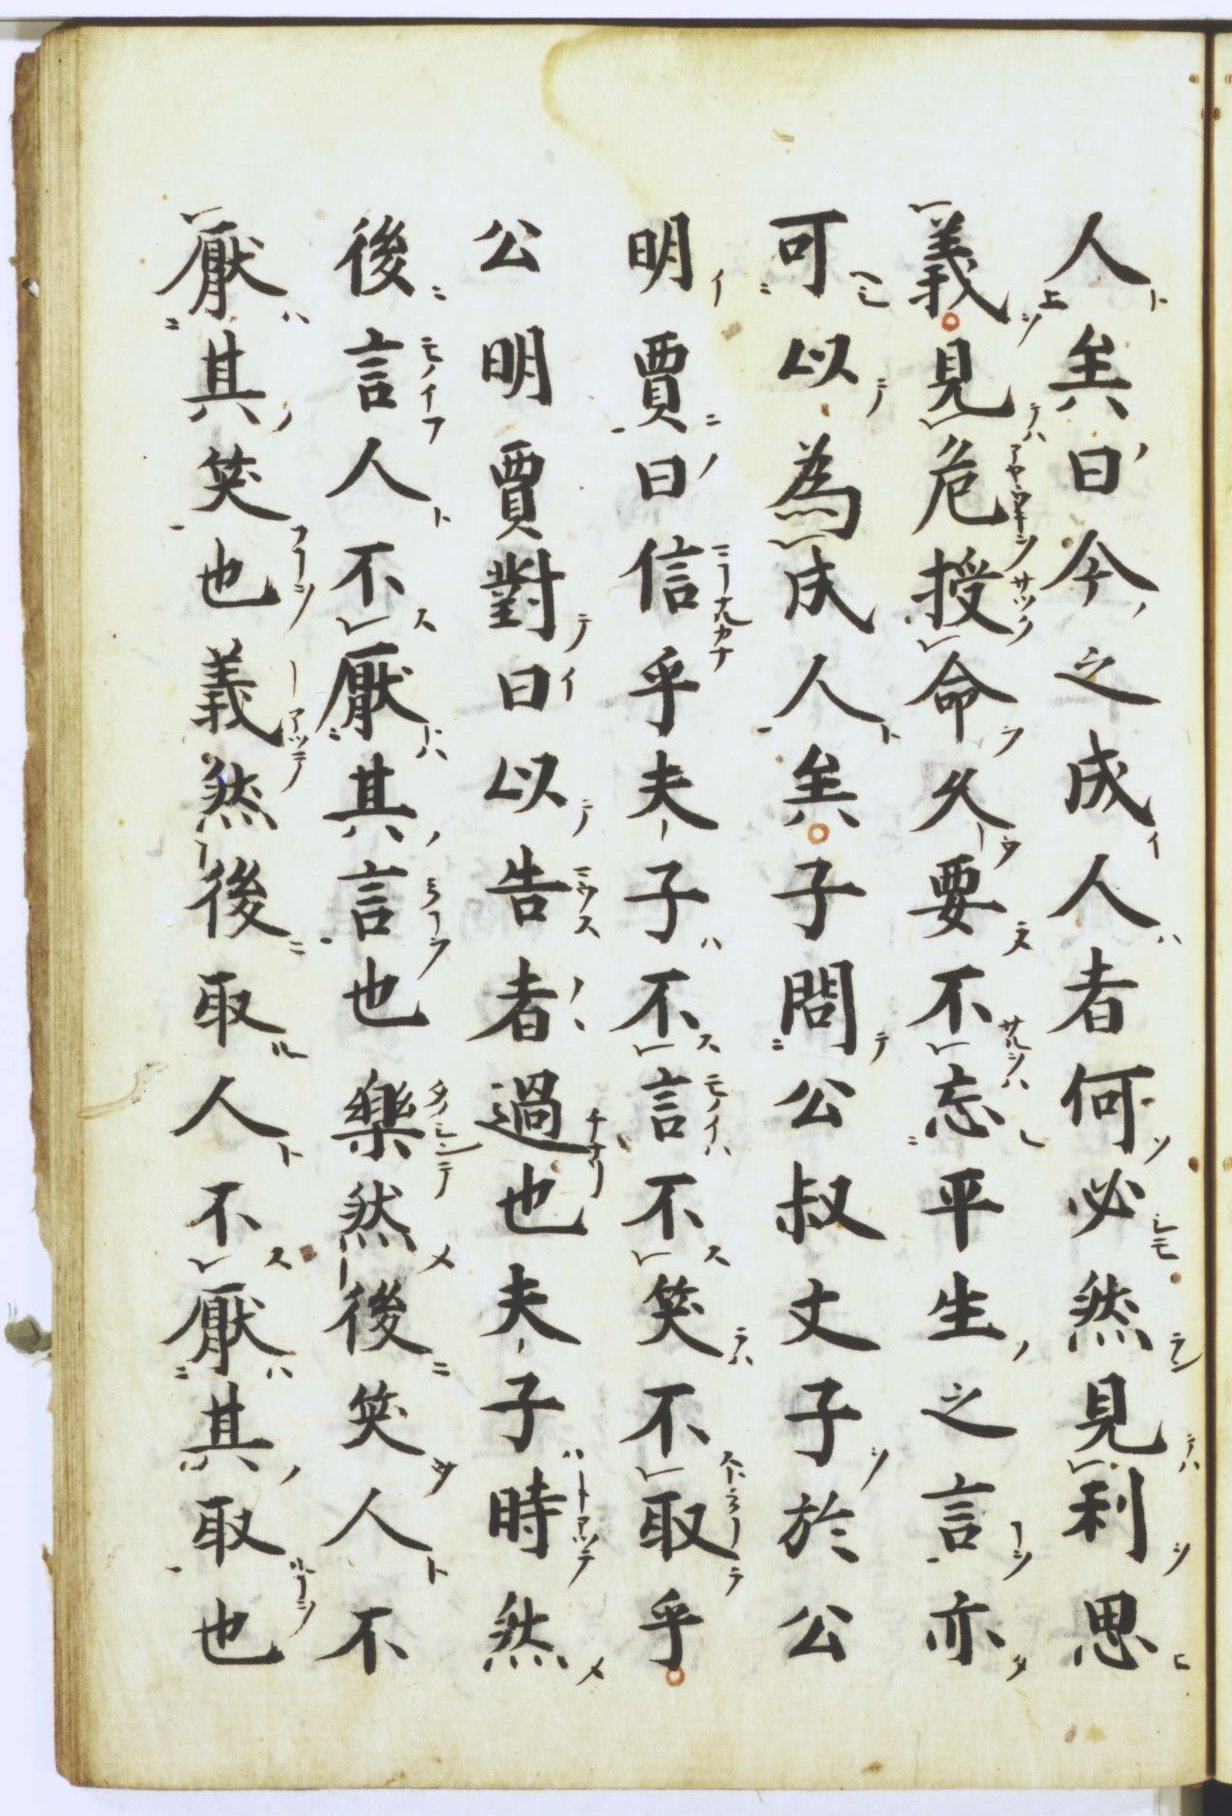 人矣曰今之成人者何必然見利思
義見危授命久要不忘平生之言亦
可以為成人矣子問公叔文子於公
明賈曰信乎夫子不言不笑不取乎
公明賈對曰以告者過也夫子時然
後言人不厭其言也樂然後笑人不
厭其笑也義然後取人不厭其取也